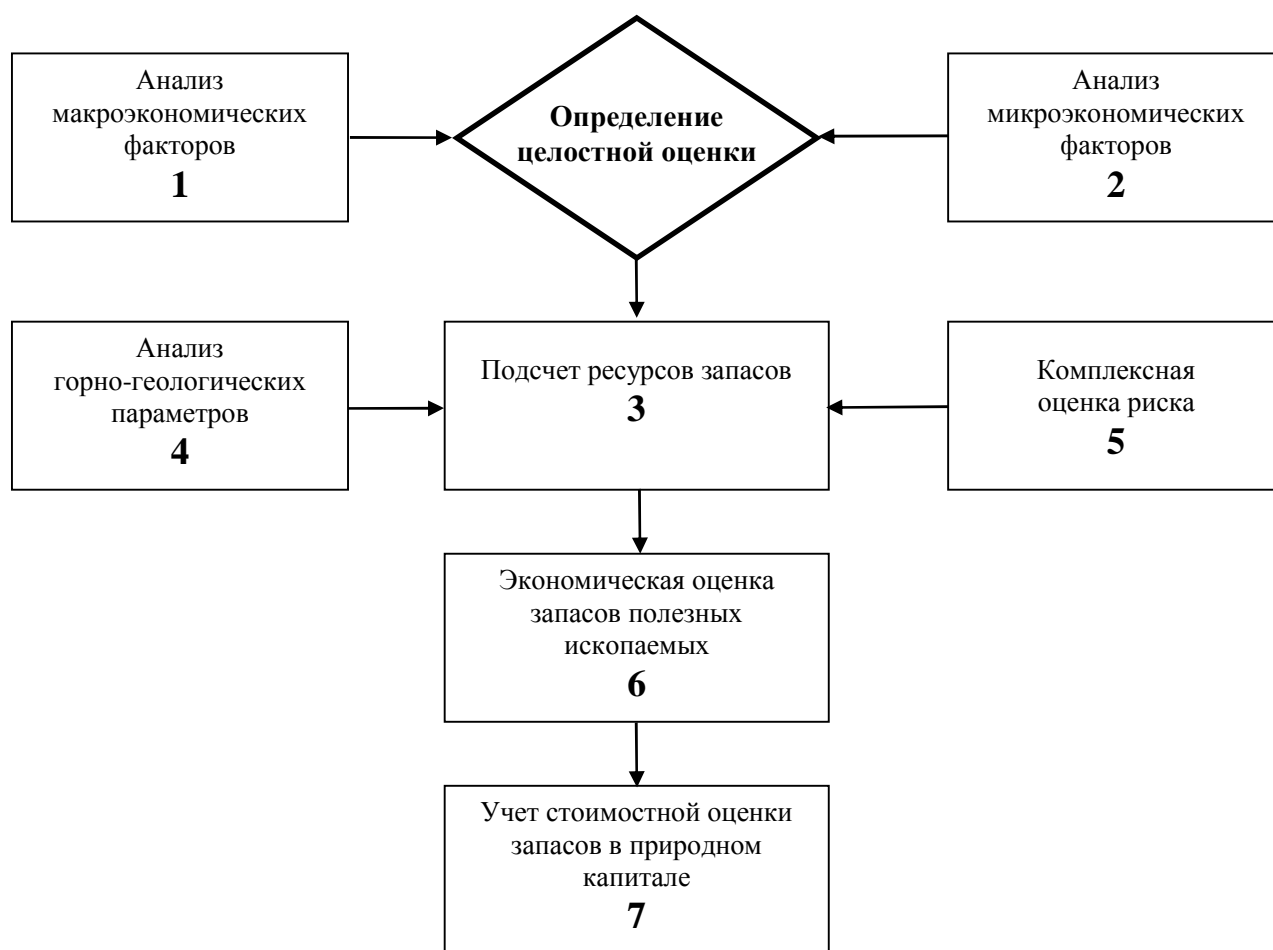 Анализ
макроэкономических
факторов
1
Определение
целостной оценки
Анализ
микроэкономических
факторов
2
Анализ
горно-геологических
параметров
4
Подсчет ресурсов запасов
3
Комплексная
оценка риска
5
Экономическая оценка
запасов полезных
ископаемых
6
Учет стоимостной оценки
запасов в природном
капитале
7